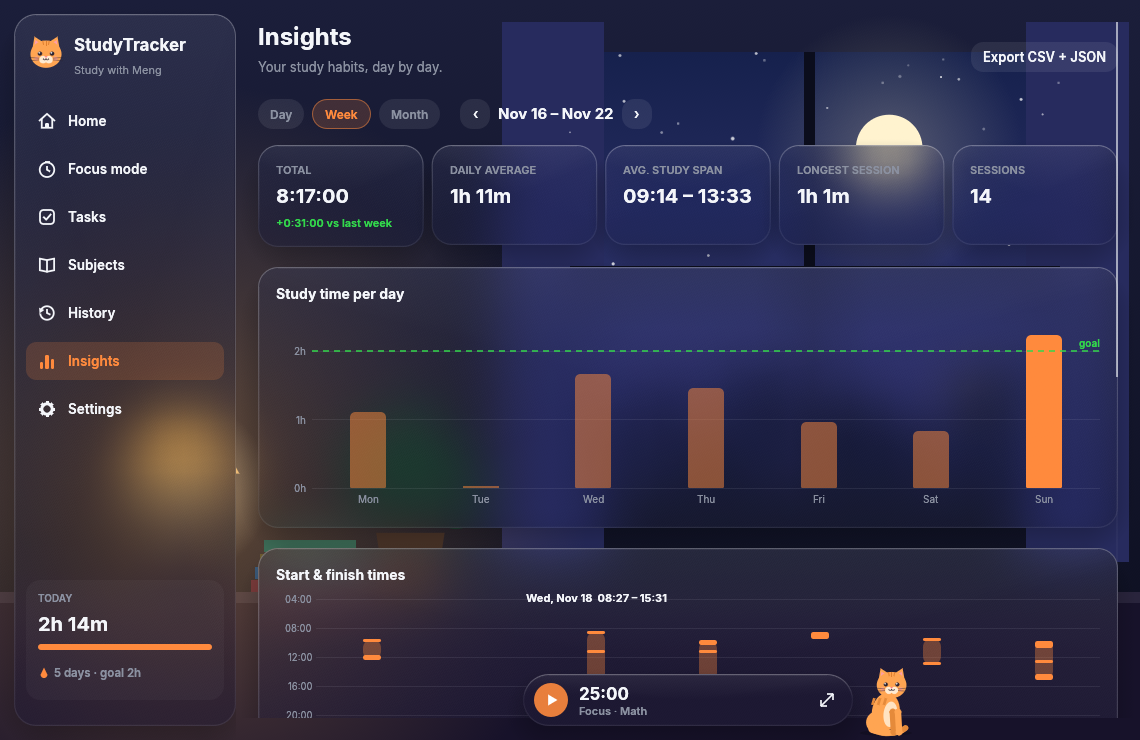 StudyTracker
Study with Meng
Home
Focus mode
Tasks
Subjects
History
Insights
Settings
TODAY
2h 14m
5 days · goal 2h
Insights
Your study habits, day by day.
Export CSV + JSON
Day Week Month ‹ Nov 16 – Nov 22 ›
TOTAL
8:17:00
+0:31:00 vs last week
DAILY AVERAGE
1h 11m
AVG. STUDY SPAN
09:14 – 13:33
LONGEST SESSION
1h 1m
SESSIONS
14
Study time per day
goal
2h
1h
0h
Mon Tue Wed Thu Fri Sat Sun
Start & finish times
Wed, Nov 18 08:27 – 15:31
04:00
08:00
12:00
16:00
20:00
25:00
Focus · Math